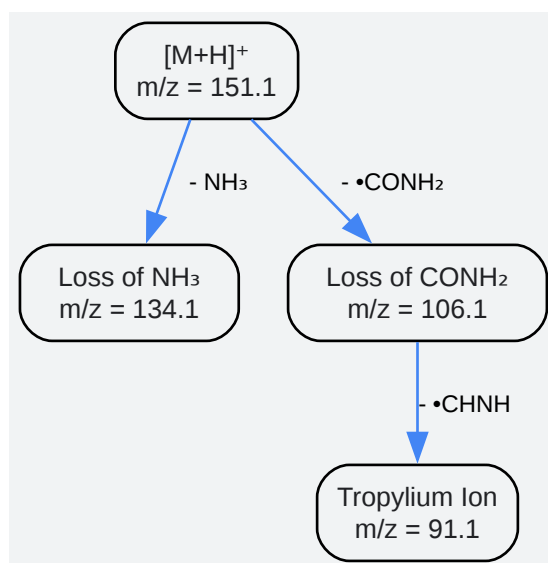 [M+H]⁺
m/z = 151.1
- NH₃
- •CONH₂
Loss of NH₃
m/z = 134.1
Loss of CONH₂
m/z = 106.1
- •CHNH
Tropylium Ion
m/z = 91.1